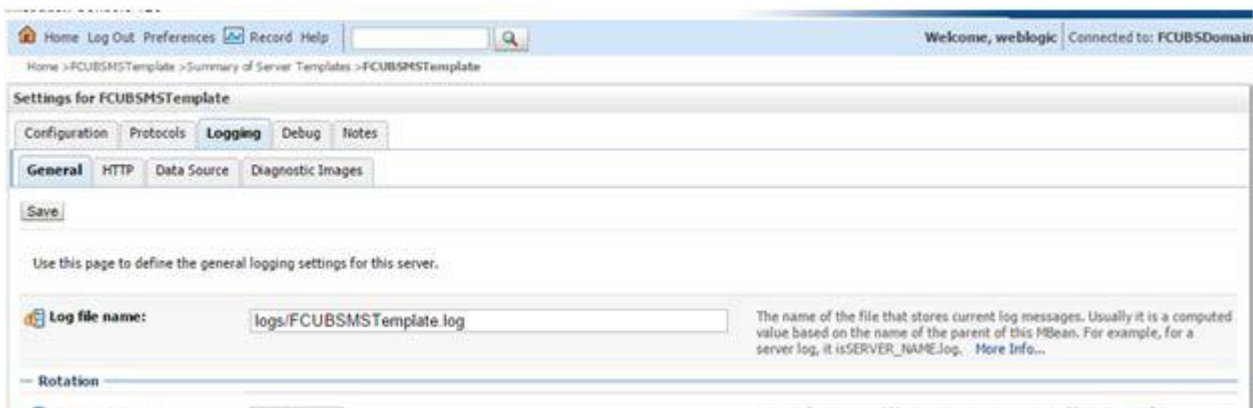 Home Log Out Preferences Record Help
Welcome, weblogic Connected to: FCUBSDomain
Home >FCUBSMSTemplate >Summary of Server Templates >FCUBSMSTemplate
Settings for FCUBSMSTemplate
Configuration Protocols Logging Debug Notes
General HTTP Data Source Diagnostic Images
Save
Use this page to define the general logging settings for this server.
Log file name:
logs/FCUBSMSTemplate.log
The name of the file that stores current log messages. Usually it is a computed
value based on the name of the parent of this MBean. For example, for a
server log, it isSERVER_NAME.log. More Info...
Rotation